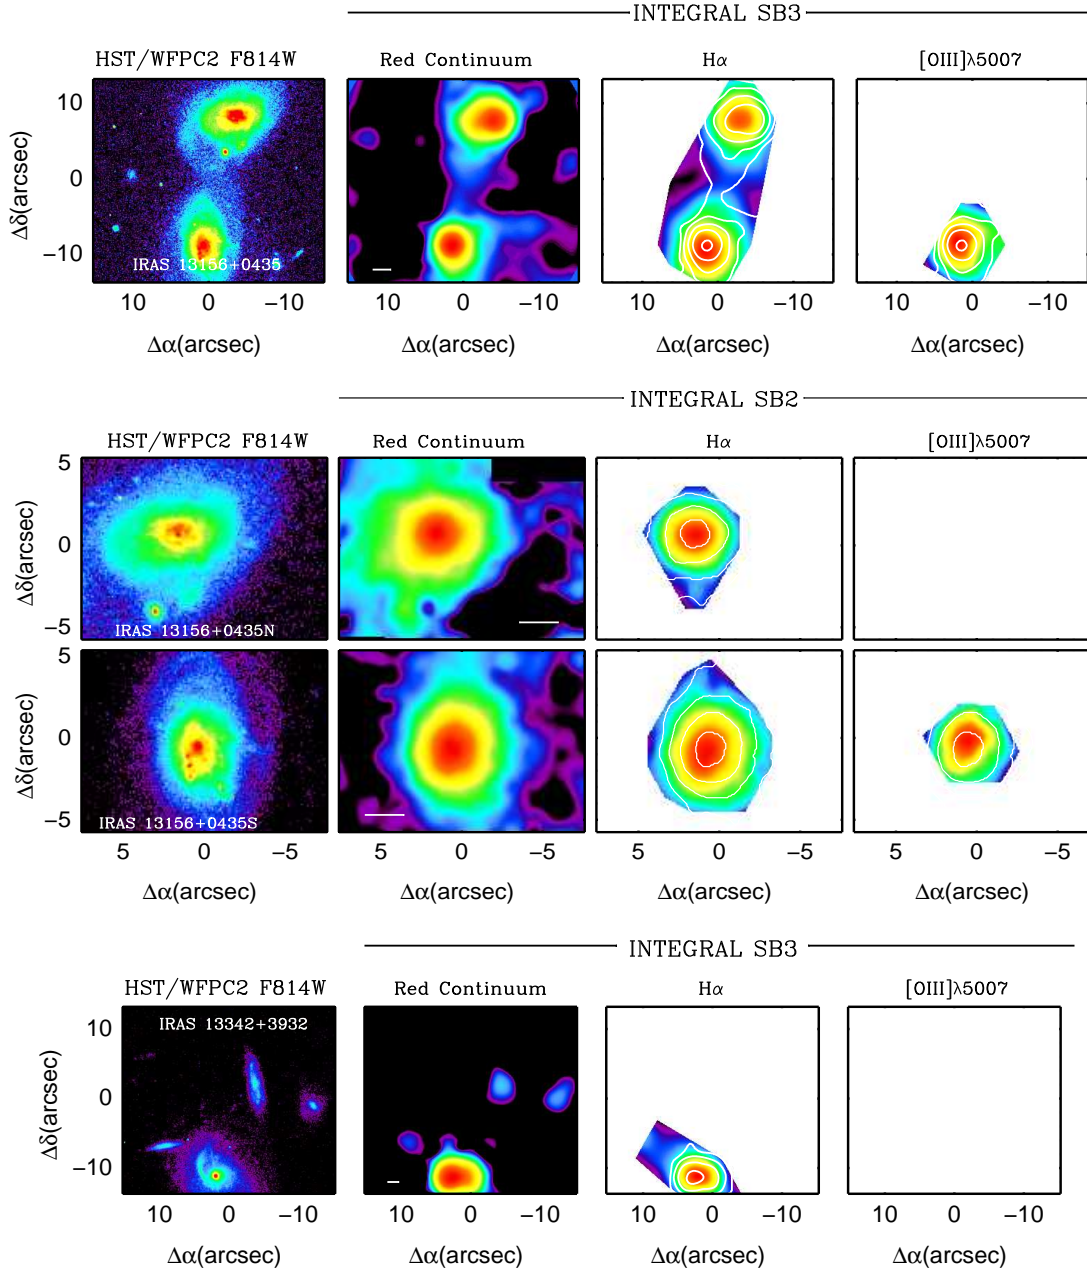 INTEGRAL SB3
HST/WFPC2 F814W Red Continuum Hα [OIII]λ5007
10
0
−10
Δδ(arcsec)
IRAS 13156+0435
10 0 −10 10 0 −10 10 0 −10 10 0 −10
Δα(arcsec) Δα(arcsec) Δα(arcsec) Δα(arcsec)
INTEGRAL SB2
HST/WFPC2 F814W Red Continuum Hα [OIII]λ5007
5
0
−5
Δδ(arcsec)
IRAS 13156+0435N
5
0
−5
Δδ(arcsec)
IRAS 13156+0435S
5 0 −5 5 0 −5 5 0 −5 5 0 −5
Δα(arcsec) Δα(arcsec) Δα(arcsec) Δα(arcsec)
INTEGRAL SB3
HST/WFPC2 F814W Red Continuum Hα [OIII]λ5007
IRAS 13342+3932
10
0
−10
Δδ(arcsec)
10 0 −10 10 0 −10 10 0 −10 10 0 −10
Δα(arcsec) Δα(arcsec) Δα(arcsec) Δα(arcsec)